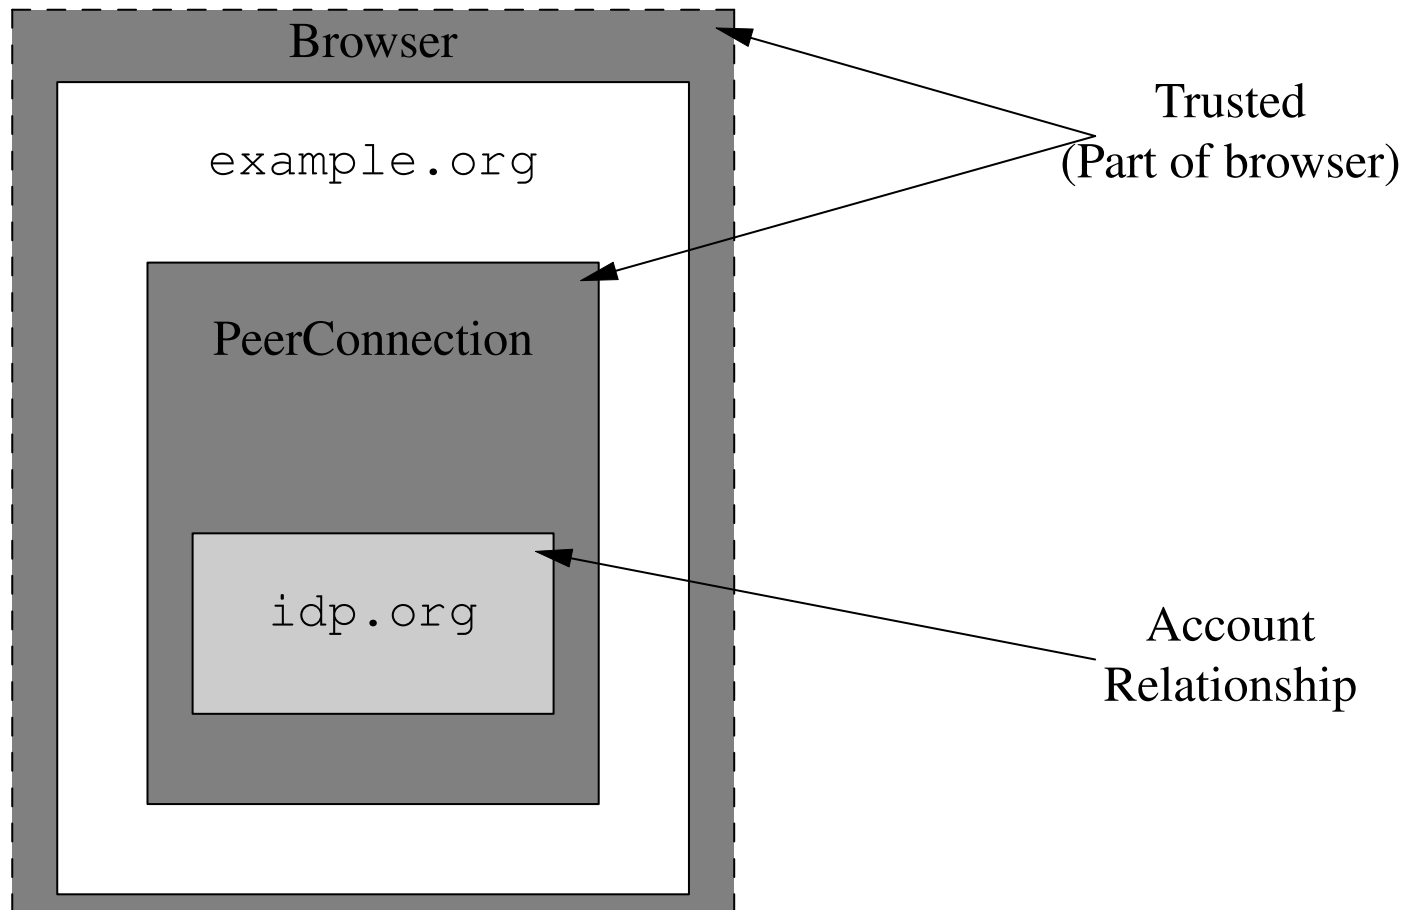 Browser
example.org
PeerConnection
idp.org
Trusted
(Part of browser)
Account
Relationship